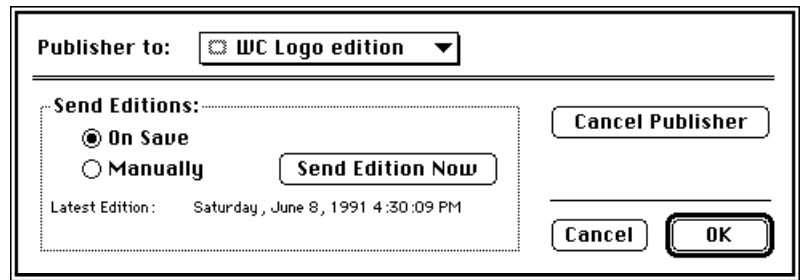 Publisher to: WC Logo edition
Send Editions:
On Save
Manually
Send Edition Now
Latest Edition: Saturday, June 8, 1991 4:30:09 PM
Cancel Publisher
Cancel
OK